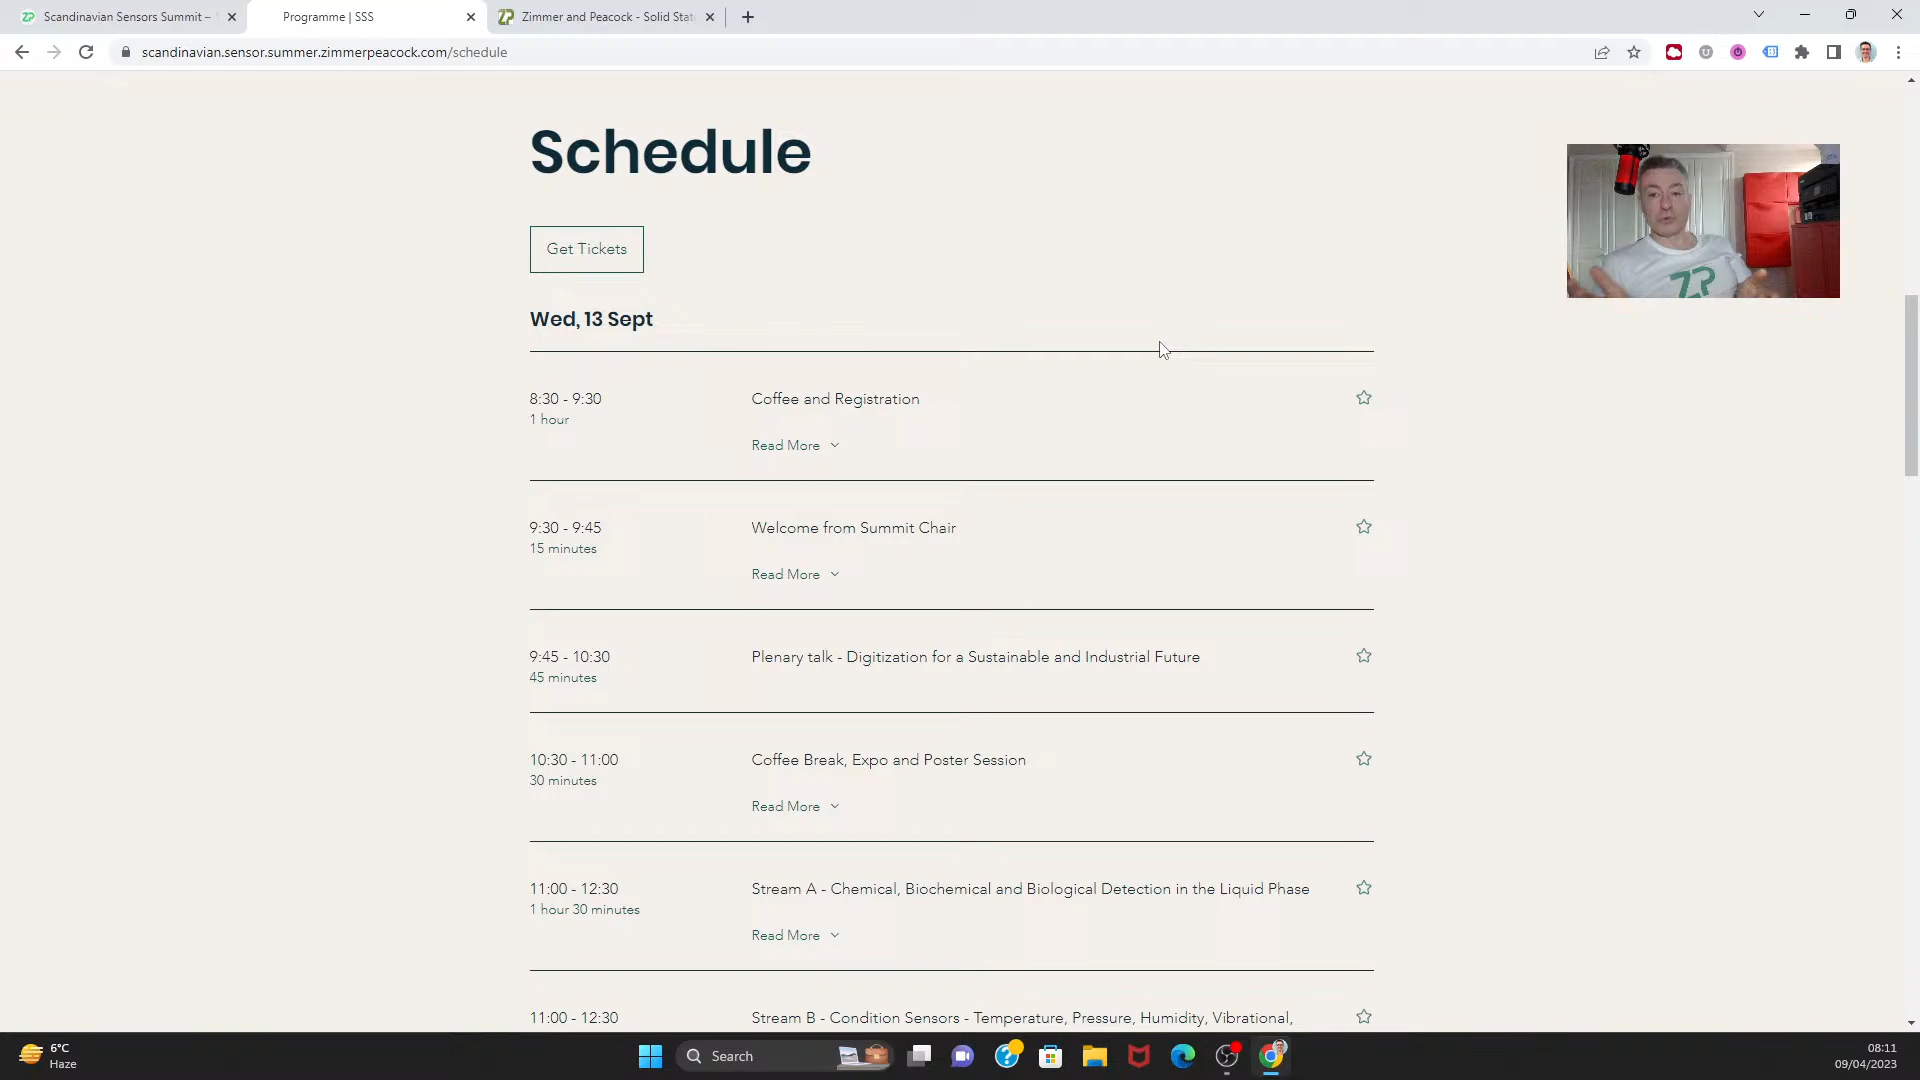 Scandinavian Sensors Summit –
Programme | SSS
Zimmer and Peacock - Solid Stat
scandinavian.sensor.summer.zimmerpeacock.com/schedule
Schedule
Get Tickets
Wed, 13 Sept
8:30 - 9:30
1 hour
Coffee and Registration
Read More
9:30 - 9:45
15 minutes
Welcome from Summit Chair
Read More
9:45 - 10:30
45 minutes
Plenary talk - Digitization for a Sustainable and Industrial Future
10:30 - 11:00
30 minutes
Coffee Break, Expo and Poster Session
Read More
11:00 - 12:30
1 hour 30 minutes
Stream A - Chemical, Biochemical and Biological Detection in the Liquid Phase
Read More
11:00 - 12:30
Stream B - Condition Sensors - Temperature, Pressure, Humidity, Vibrational,
ZP
6°C
Haze
Search
08:11
09/04/2023